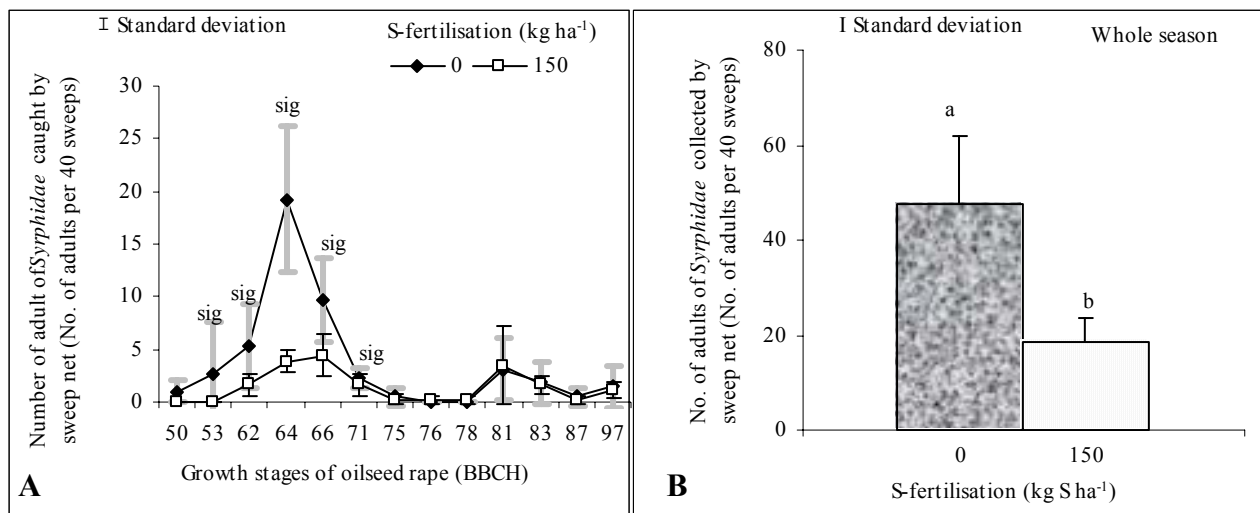 I Standard deviation
S-fertilisation (kg ha-1)
0 150
Number of adult of Syrphidae caught by
sweep net (No. of adults per 40 sweeps)
30
25
20
15
10
5
0
sig
sig
sig
sig
sig
50 53 62 64 66 71 75 76 78 81 83 87 97
Growth stages of oilseed rape (BBCH)
A
I Standard deviation
Whole season
No. of adults of Syrphidae collected by
sweep net (No. of adults per 40 sweeps)
80
60
40
20
0
a
b
0 150
S-fertilisation (kg S ha-1)
B